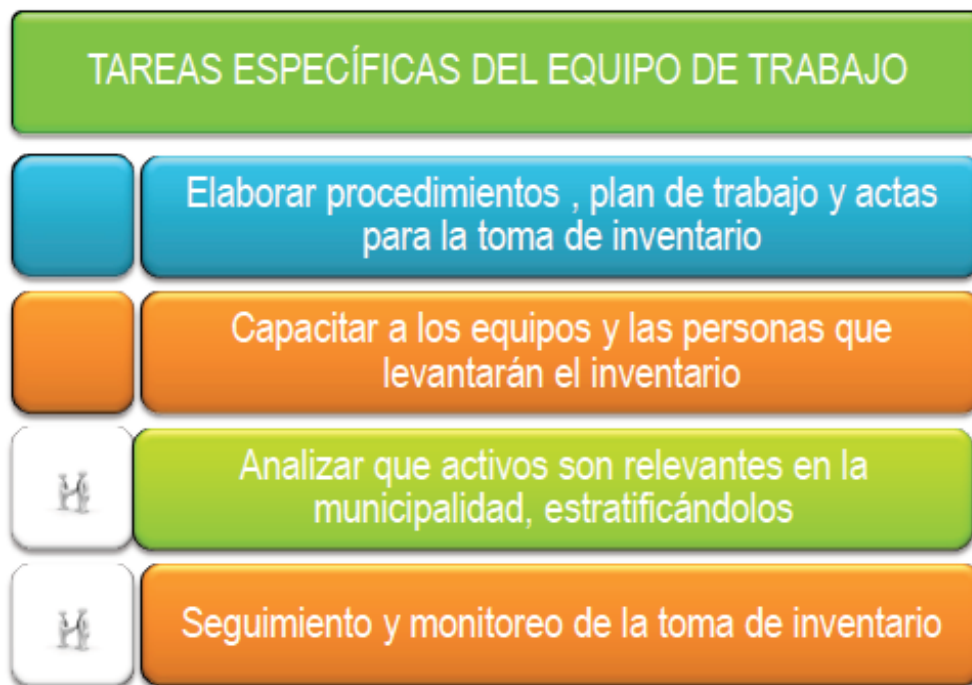 TAREAS ESPECÍFICAS DEL EQUIPO DE TRABAJO
Elaborar procedimientos , plan de trabajo y actas
para la toma de inventario
Capacitar a los equipos y las personas que
levantarán el inventario
Analizar que activos son relevantes en la
municipalidad, estratificándolos
Seguimiento y monitoreo de la toma de inventario